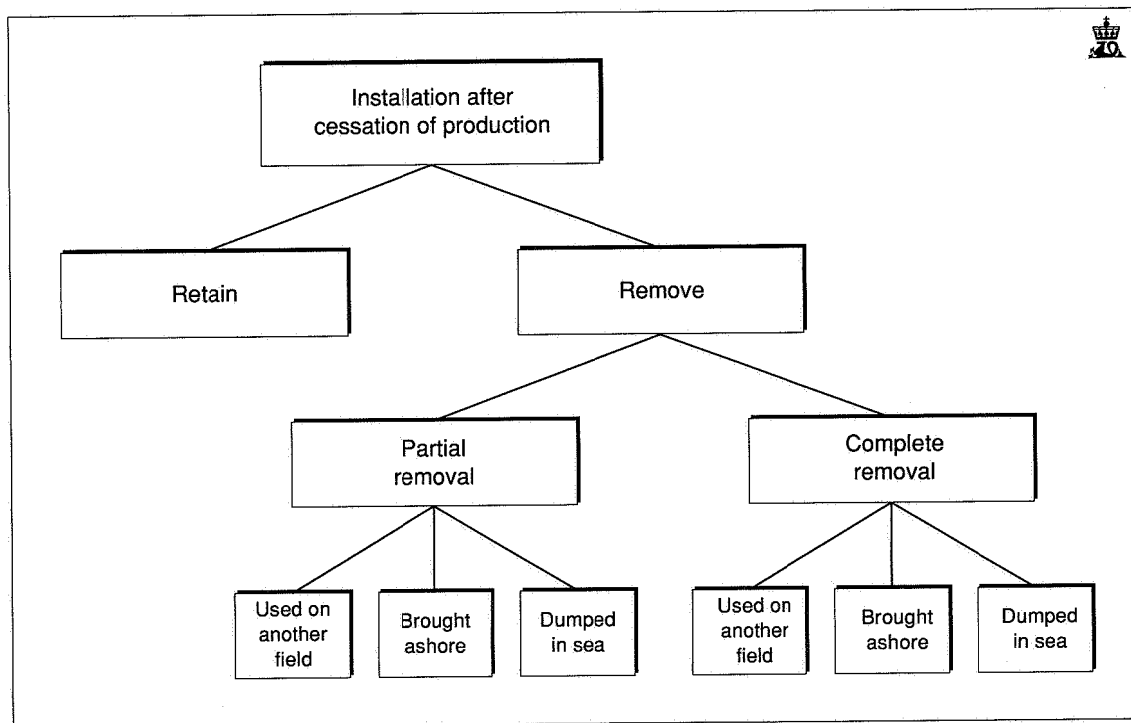 Installation after
cessation of production
Retain
Remove
Partial
removal
Complete
removal
Used on
another
field
Brought
ashore
Dumped
in sea
Used on
another
field
Brought
ashore
Dumped
in sea